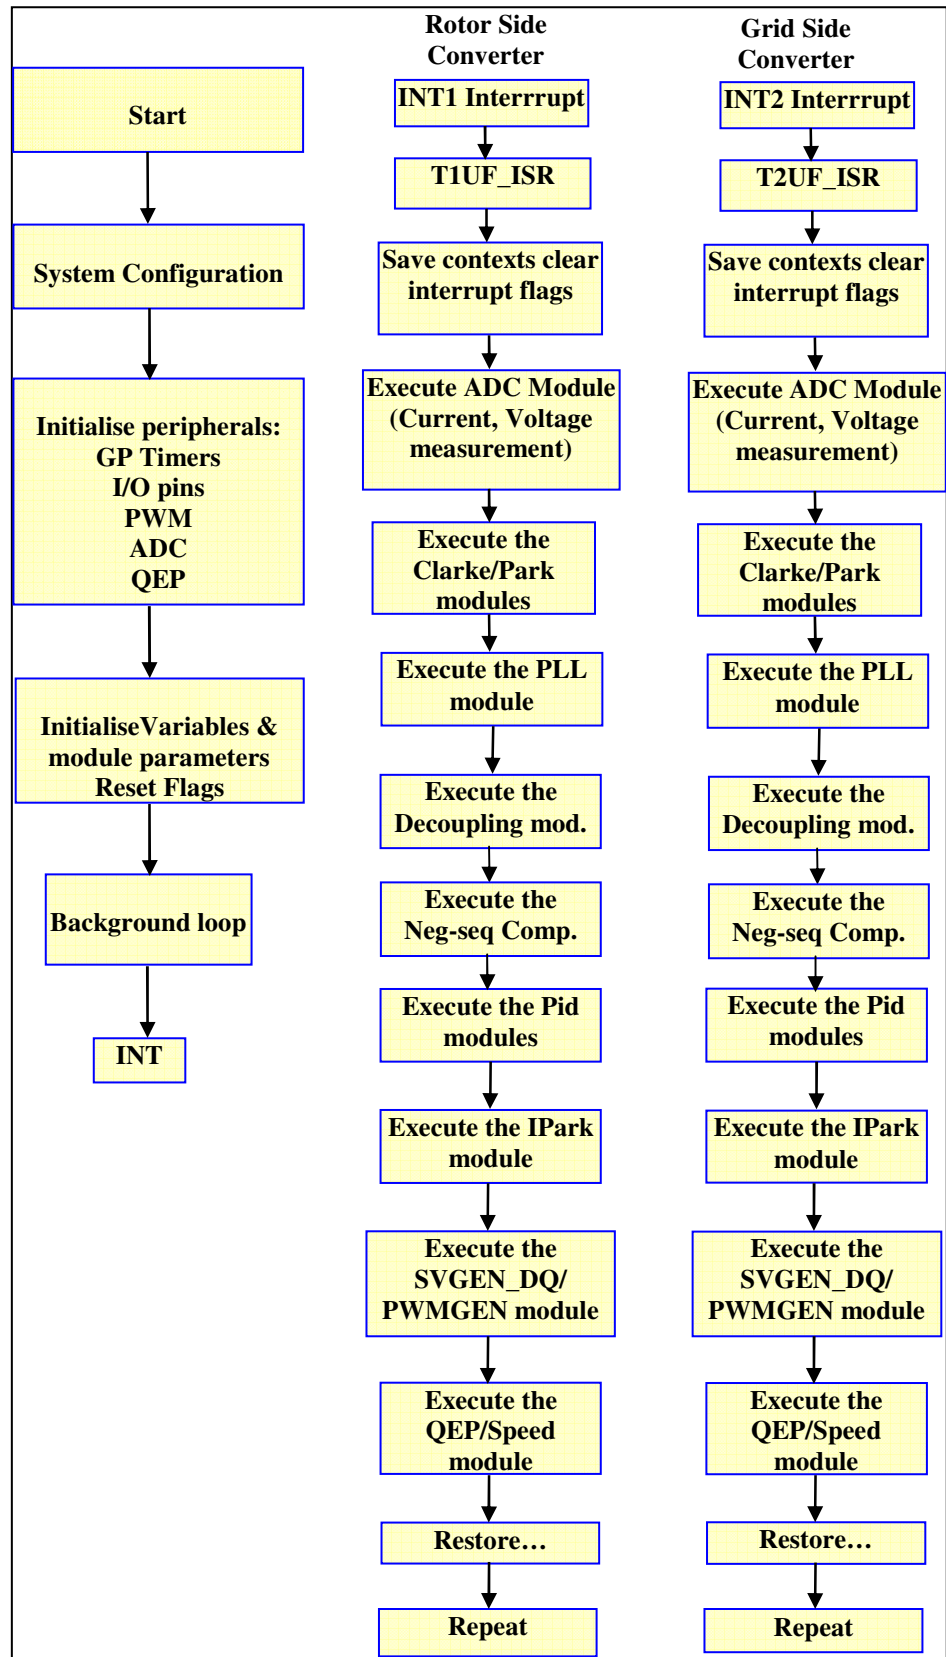 Start
System Configuration
Initialise peripherals:
GP Timers
I/O pins
PWM
ADC
QEP
InitialiseVariables &
module parameters
Reset Flags
Background loop
INT
Rotor Side
Converter
INT1 Interrrupt
T1UF_ISR
Save contexts clear
interrupt flags
Execute ADC Module
(Current, Voltage
measurement)
Execute the
Clarke/Park
modules
Execute the PLL
module
Execute the
Decoupling mod.
Execute the
Neg-seq Comp.
Execute the Pid
modules
Execute the IPark
module
Execute the
SVGEN_DQ/
PWMGEN module
Execute the
QEP/Speed
module
Restore…
Repeat
Grid Side
Converter
INT2 Interrrupt
T2UF_ISR
Save contexts clear
interrupt flags
Execute ADC Module
(Current, Voltage
measurement)
Execute the
Clarke/Park
modules
Execute the PLL
module
Execute the
Decoupling mod.
Execute the
Neg-seq Comp.
Execute the Pid
modules
Execute the IPark
module
Execute the
SVGEN_DQ/
PWMGEN module
Execute the
QEP/Speed
module
Restore…
Repeat